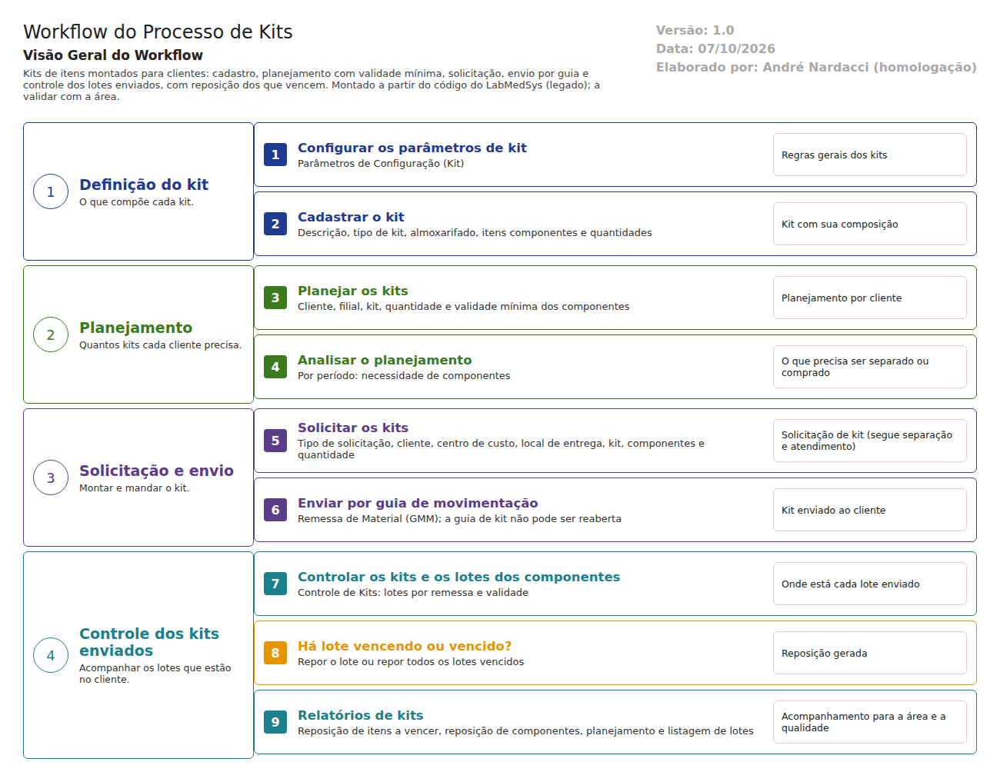 Workflow do Processo de Kits
Visão Geral do Workflow
Kits de itens montados para clientes: cadastro, planejamento com validade mínima, solicitação, envio por guia e
controle dos lotes enviados, com reposição dos que vencem. Montado a partir do código do LabMedSys (legado); a
validar com a área.
Versão: 1.0
Data: 07/10/2026
Elaborado por: André Nardacci (homologação)
1
Definição do kit
O que compõe cada kit.
1
Configurar os parâmetros de kit
Parâmetros de Configuração (Kit)
Regras gerais dos kits
2
Cadastrar o kit
Descrição, tipo de kit, almoxarifado, itens componentes e quantidades
Kit com sua composição
2
Planejamento
Quantos kits cada cliente precisa.
3
Planejar os kits
Cliente, filial, kit, quantidade e validade mínima dos componentes
Planejamento por cliente
4
Analisar o planejamento
Por período: necessidade de componentes
O que precisa ser separado ou
comprado
3
Solicitação e envio
Montar e mandar o kit.
5
Solicitar os kits
Tipo de solicitação, cliente, centro de custo, local de entrega, kit, componentes e
quantidade
Solicitação de kit (segue separação
e atendimento)
6
Enviar por guia de movimentação
Remessa de Material (GMM); a guia de kit não pode ser reaberta
Kit enviado ao cliente
4
Controle dos kits
enviados
Acompanhar os lotes que estão
no cliente.
7
Controlar os kits e os lotes dos componentes
Controle de Kits: lotes por remessa e validade
Onde está cada lote enviado
8
Há lote vencendo ou vencido?
Repor o lote ou repor todos os lotes vencidos
Reposição gerada
9
Relatórios de kits
Reposição de itens a vencer, reposição de componentes, planejamento e listagem de lotes
Acompanhamento para a área e a
qualidade